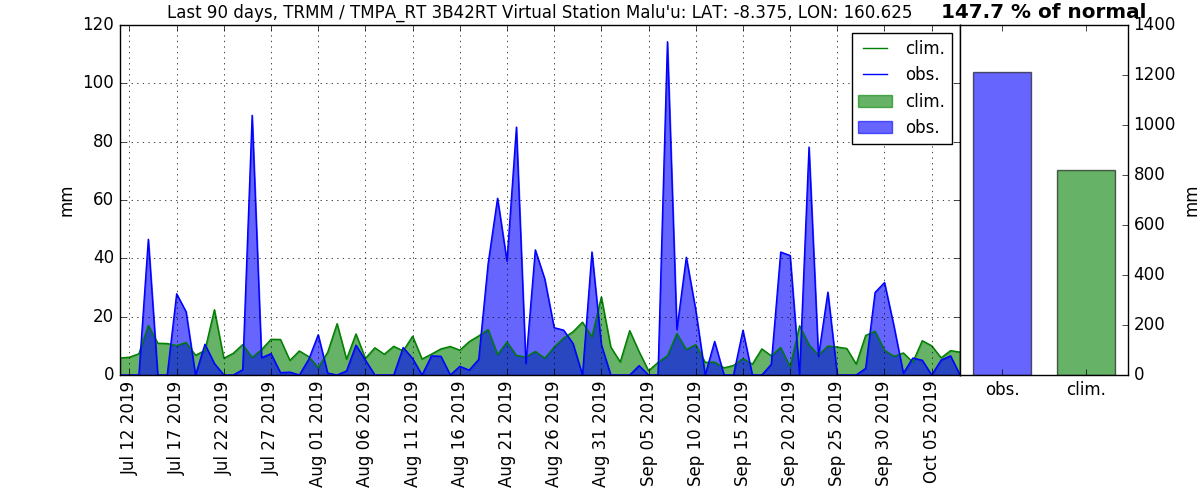 Last 90 days, TRMM / TMPA_RT 3B42RT Virtual Station Malu'u: LAT: -8.375, LON: 160.625
147.7 % of normal
mm
120
100
80
60
40
20
0
clim.
obs.
clim.
obs.
Jul 12 2019
Jul 17 2019
Jul 22 2019
Jul 27 2019
Aug 01 2019
Aug 06 2019
Aug 11 2019
Aug 16 2019
Aug 21 2019
Aug 26 2019
Aug 31 2019
Sep 05 2019
Sep 10 2019
Sep 15 2019
Sep 20 2019
Sep 25 2019
Sep 30 2019
Oct 05 2019
1400
1200
1000
800
600
400
200
0
mm
obs.
clim.